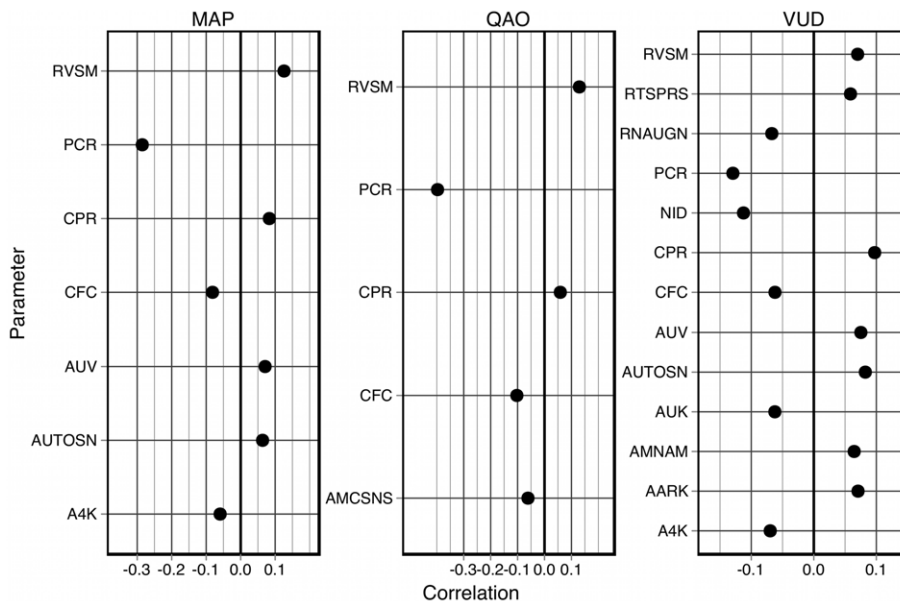 MAP
QAO
VUD
Parameter
RVSM
PCR
CPR
CFC
AUV
AUTOSN
A4K
-0.3 -0.2 -0.1 0.0 0.1
RVSM
PCR
CPR
CFC
AMCSNS
-0.3 -0.2 -0.1 0.0 0.1
RVSM
RTSPRS
RNAUGN
PCR
NID
CPR
CFC
AUV
AUTOSN
AUK
AMNAM
AARK
A4K
-0.1 0.0 0.1
Correlation